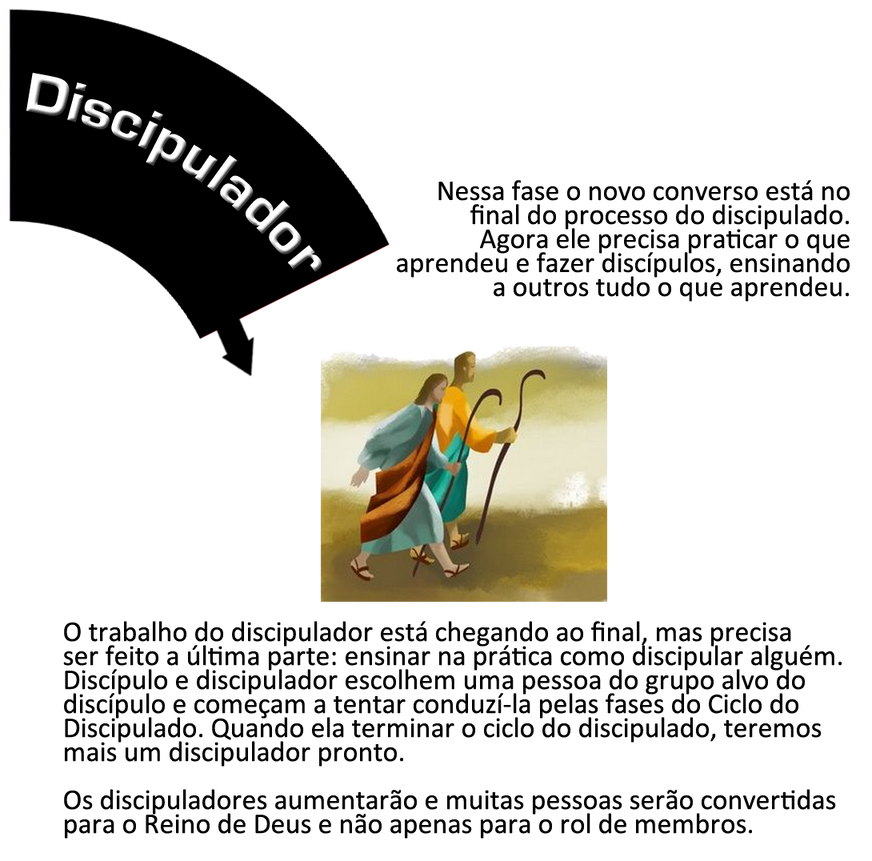 Discipulador
Nessa fase o novo converso está no
final do processo do discipulado.
Agora ele precisa praticar o que
aprendeu e fazer discípulos, ensinando
a outros tudo o que aprendeu.
O trabalho do discipulador está chegando ao final, mas precisa
ser feito a última parte: ensinar na prática como discipular alguém.
Discípulo e discipulador escolhem uma pessoa do grupo alvo do
discípulo e começam a tentar conduzí-la pelas fases do Ciclo do
Discipulado. Quando ela terminar o ciclo do discipulado, teremos
mais um discipulador pronto.
Os discipuladores aumentarão e muitas pessoas serão convertidas
para o Reino de Deus e não apenas para o rol de membros.